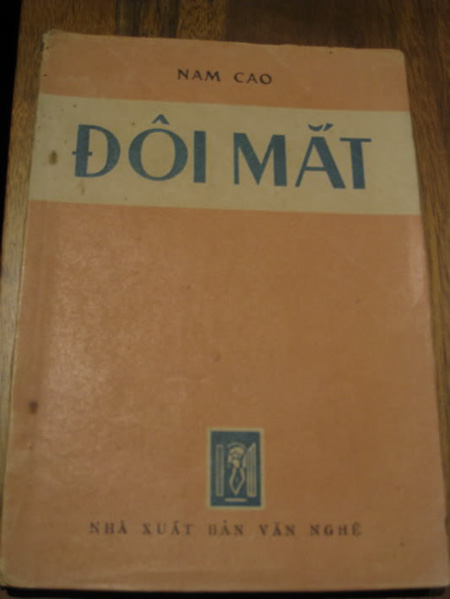 NAM CAO
ĐÔI MẮT
NHÀ XUẤT BẢN VĂN NGHỆ